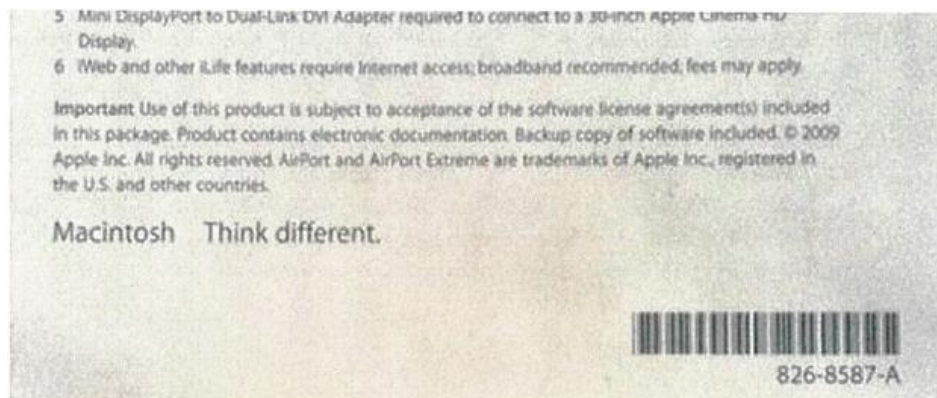 5 Mini DisplayPort to Dual-Link DVI Adapter required to connect to a 30-inch Apple Cinema HD
Display.
6 iWeb and other iLife features require Internet access; broadband recommended; fees may apply.
Important Use of this product is subject to acceptance of the software license agreement(s) included
in this package. Product contains electronic documentation. Backup copy of software included. © 2009
Apple Inc. All rights reserved. AirPort and AirPort Extreme are trademarks of Apple Inc., registered in
the U.S. and other countries.
Macintosh Think different.
826-8587-A